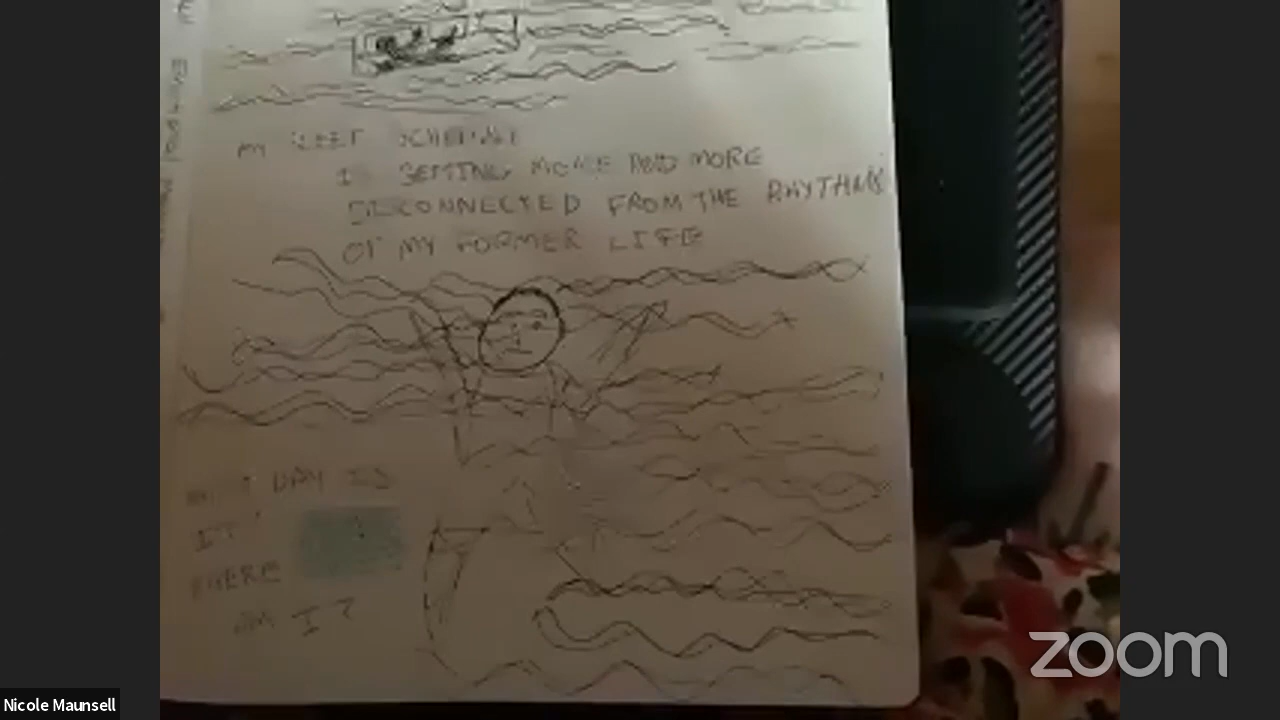 MY SLEEP SCHEDULE
IS GETTING MORE AND MORE
DISCONNECTED FROM THE RHYTHMS
OF MY FORMER LIFE
WHAT DAY IS
IT?
WHERE
AM I?
zoom
Nicole Maunsell